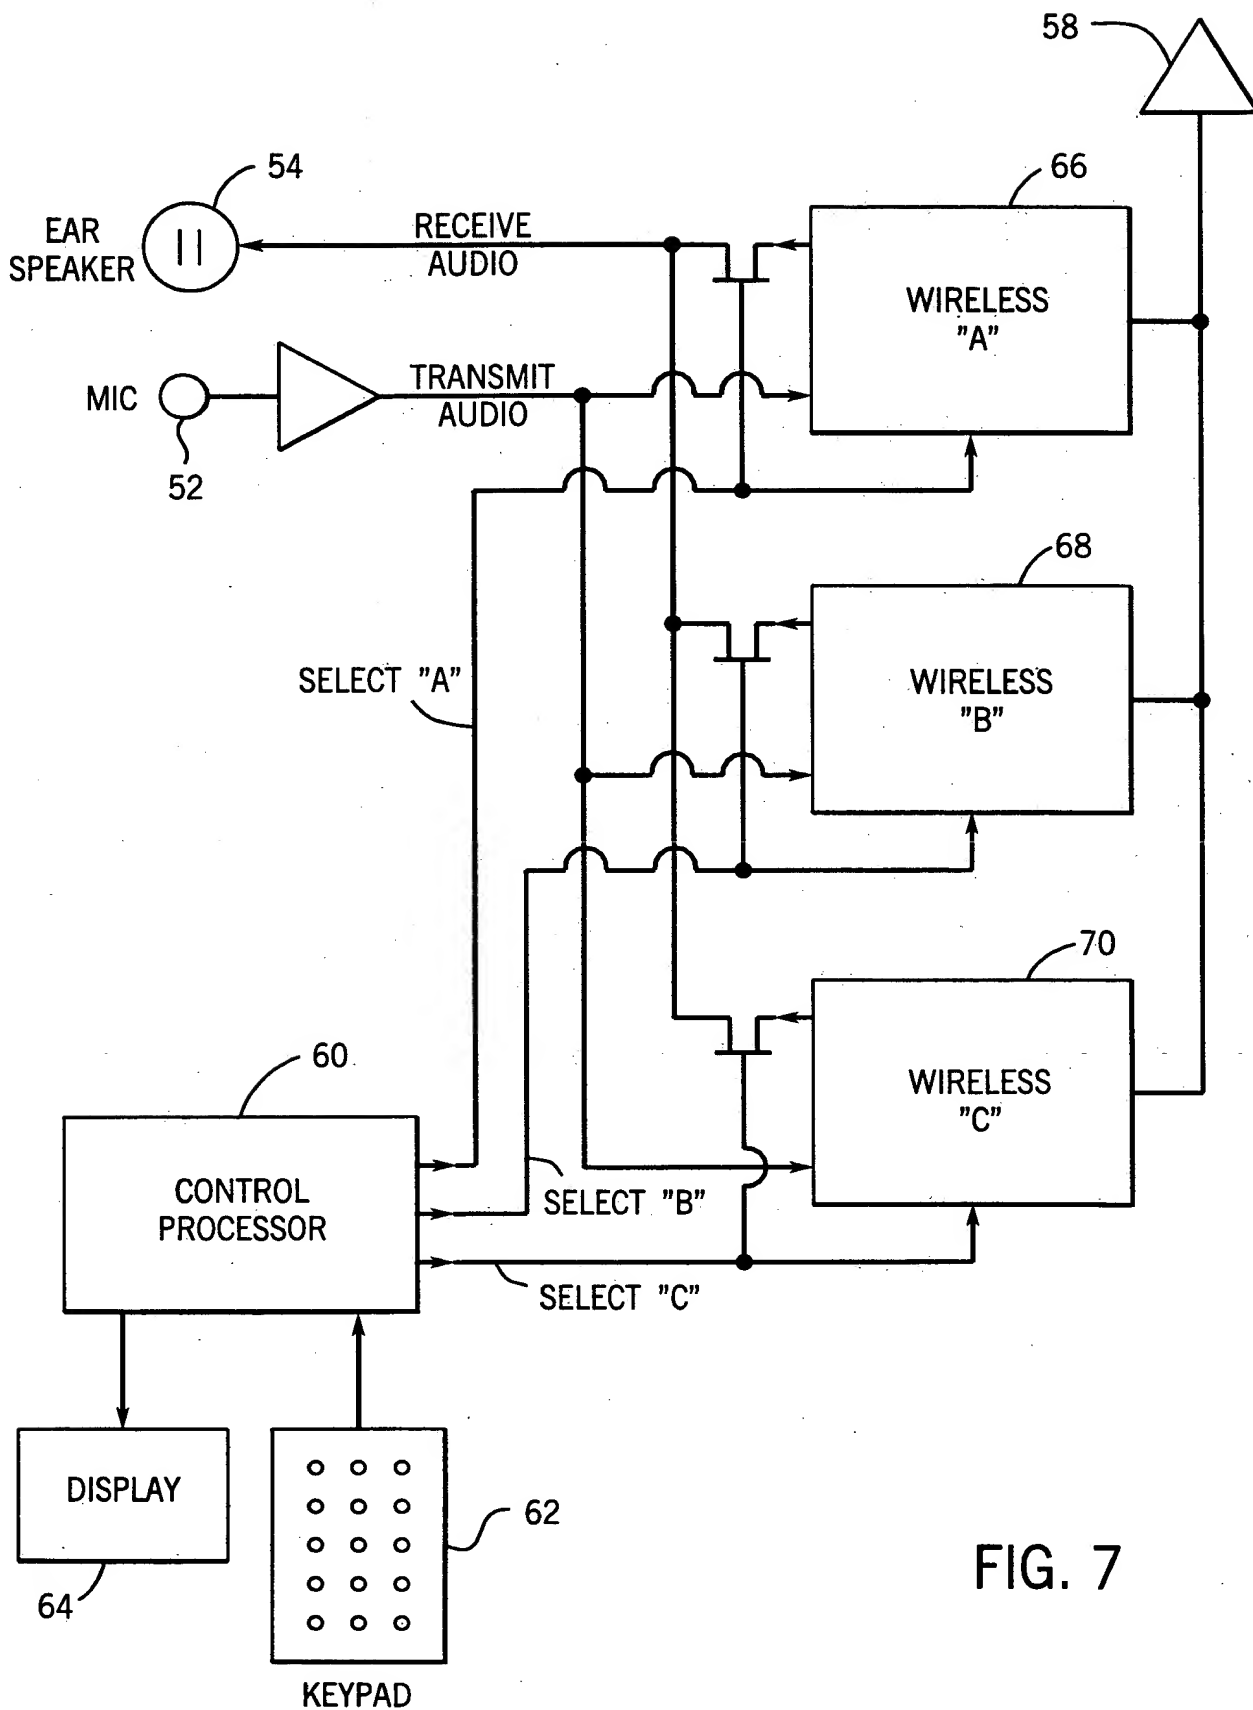 58
54
66
EAR
SPEAKER
RECEIVE
AUDIO
WIRELESS
"A"
MIC
TRANSMIT
AUDIO
52
68
SELECT "A"
WIRELESS
"B"
70
60
WIRELESS
"C"
CONTROL
PROCESSOR
SELECT "B"
SELECT "C"
DISPLAY
62
64
KEYPAD
FIG. 7